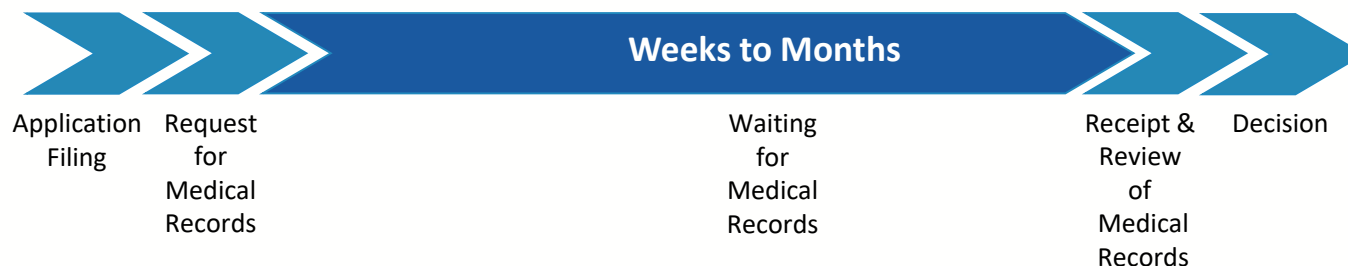 Weeks to Months
Application
Filing
Request
for
Medical
Records
Waiting
for
Medical
Records
Receipt &
Review
of
Medical
Records
Decision